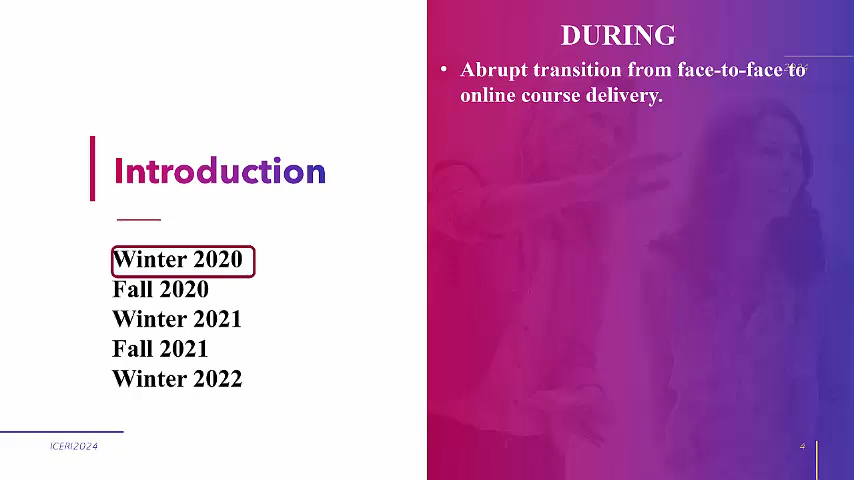 Introduction
Winter 2020
Fall 2020
Winter 2021
Fall 2021
Winter 2022
ICERI2024
DURING
• Abrupt transition from face-to-face to
online course delivery.
2024
4